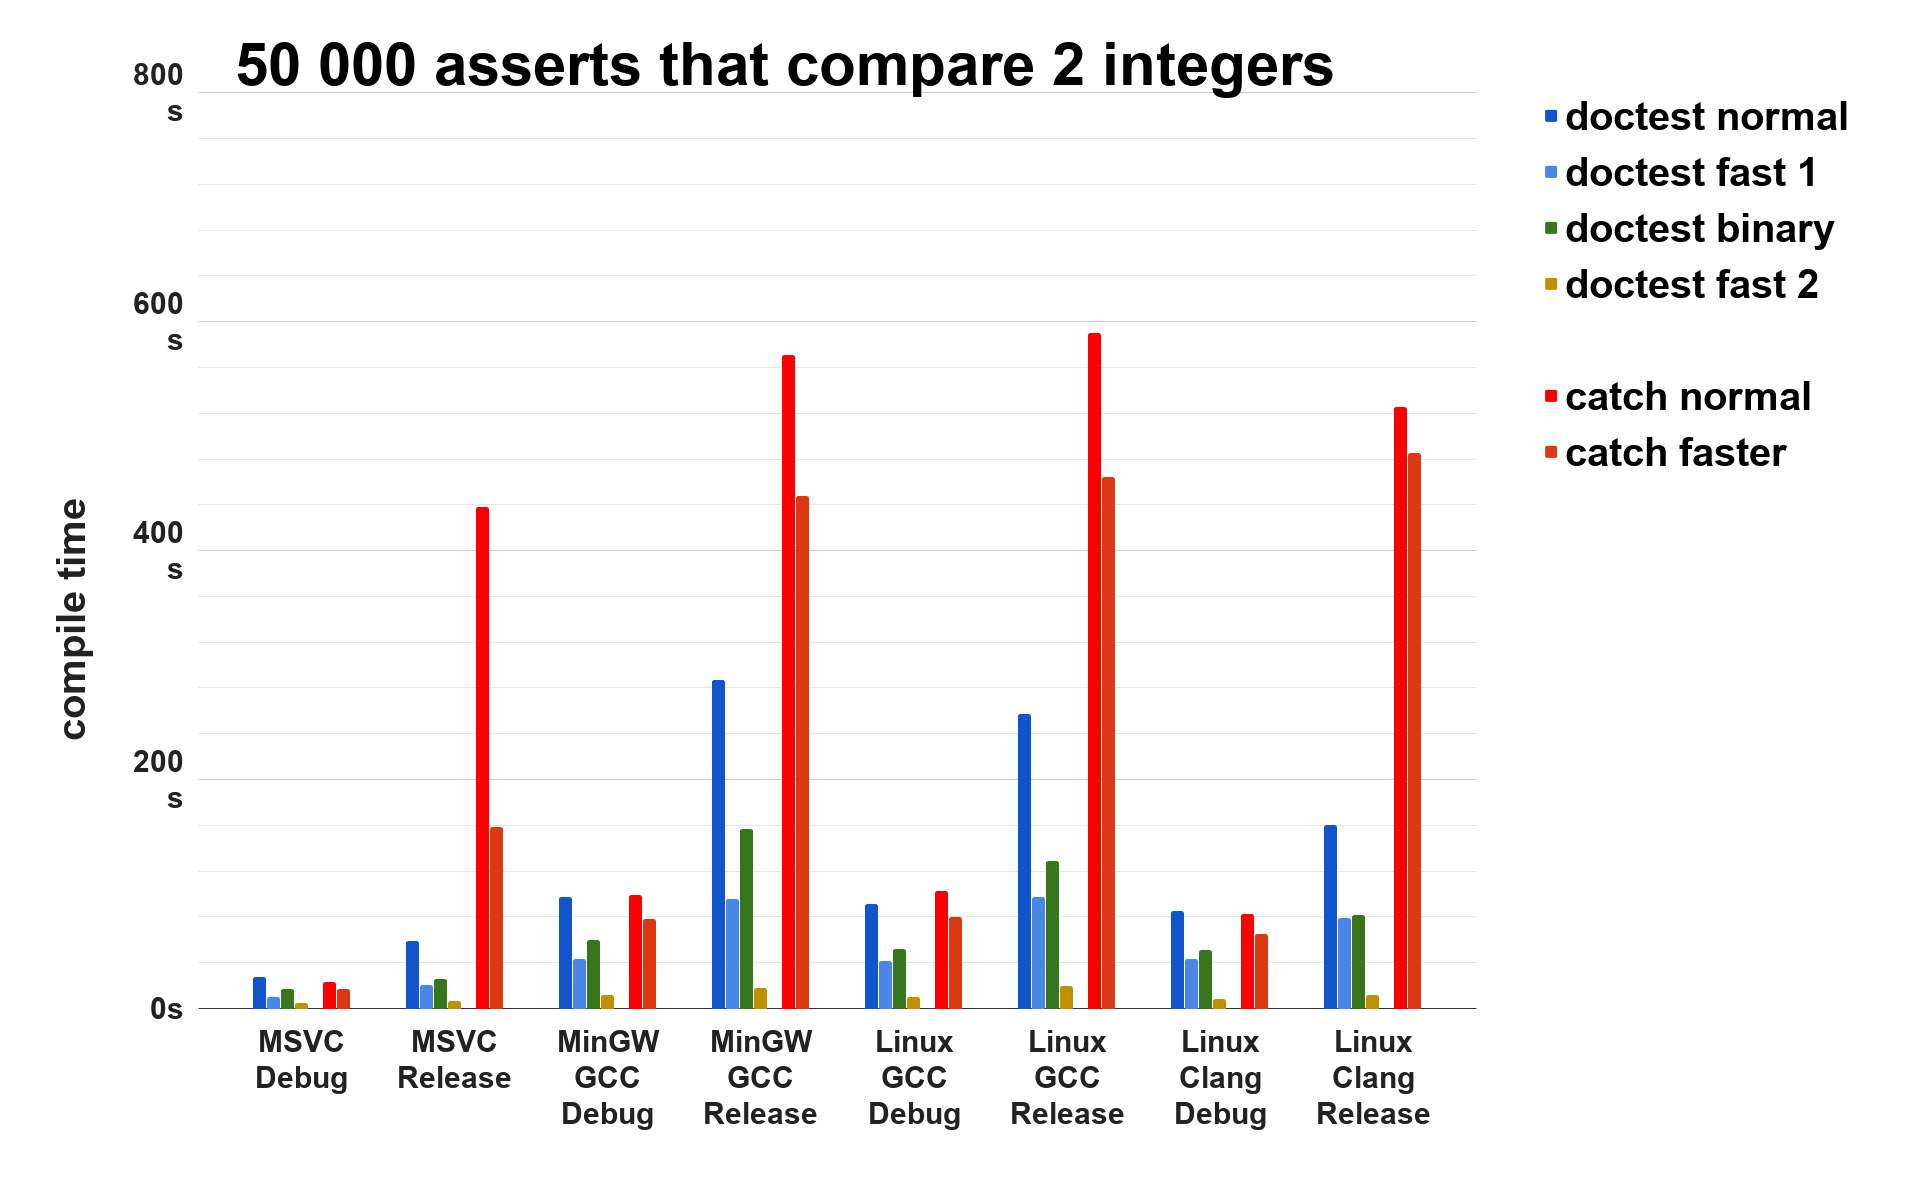 50 000 asserts that compare 2 integers
800
s
600
s
400
s
200
s
0s
compile time
MSVC
Debug
MSVC
Release
MinGW
GCC
Debug
MinGW
GCC
Release
Linux
GCC
Debug
Linux
GCC
Release
Linux
Clang
Debug
Linux
Clang
Release
doctest normal
doctest fast 1
doctest binary
doctest fast 2
catch normal
catch faster